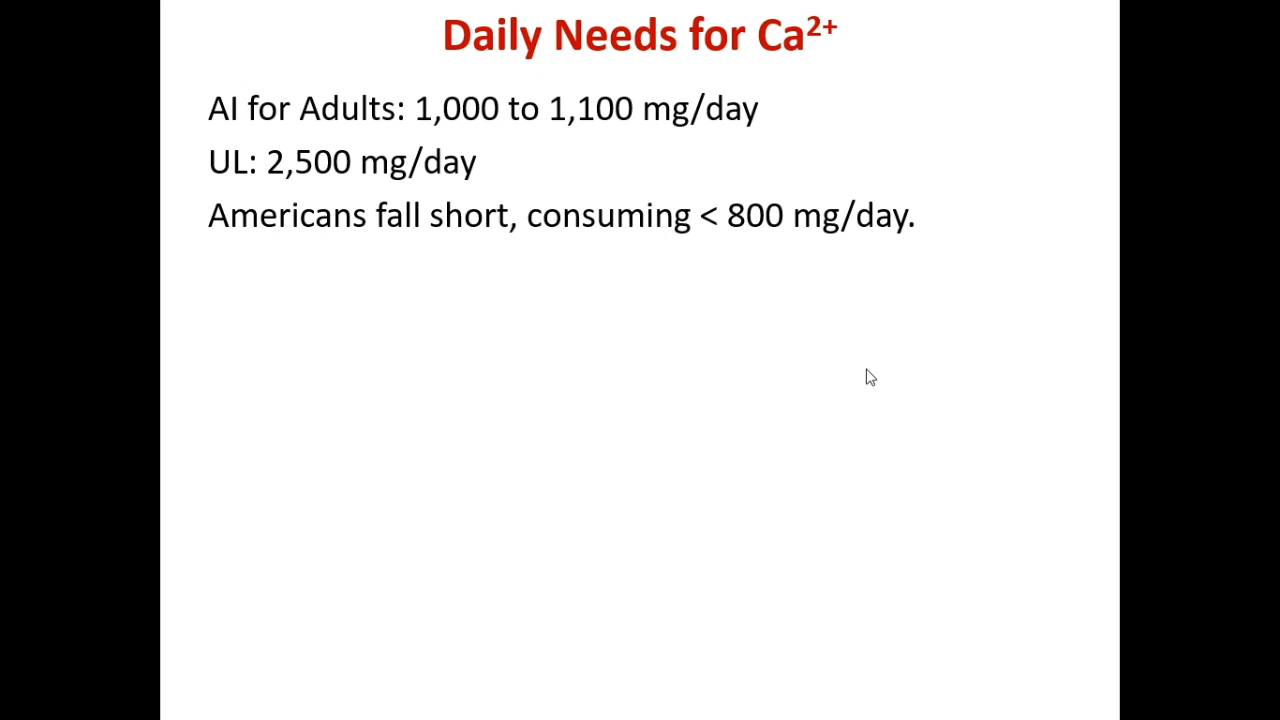 Daily Needs for Ca²⁺
AI for Adults: 1,000 to 1,100 mg/day
UL: 2,500 mg/day
Americans fall short, consuming < 800 mg/day.